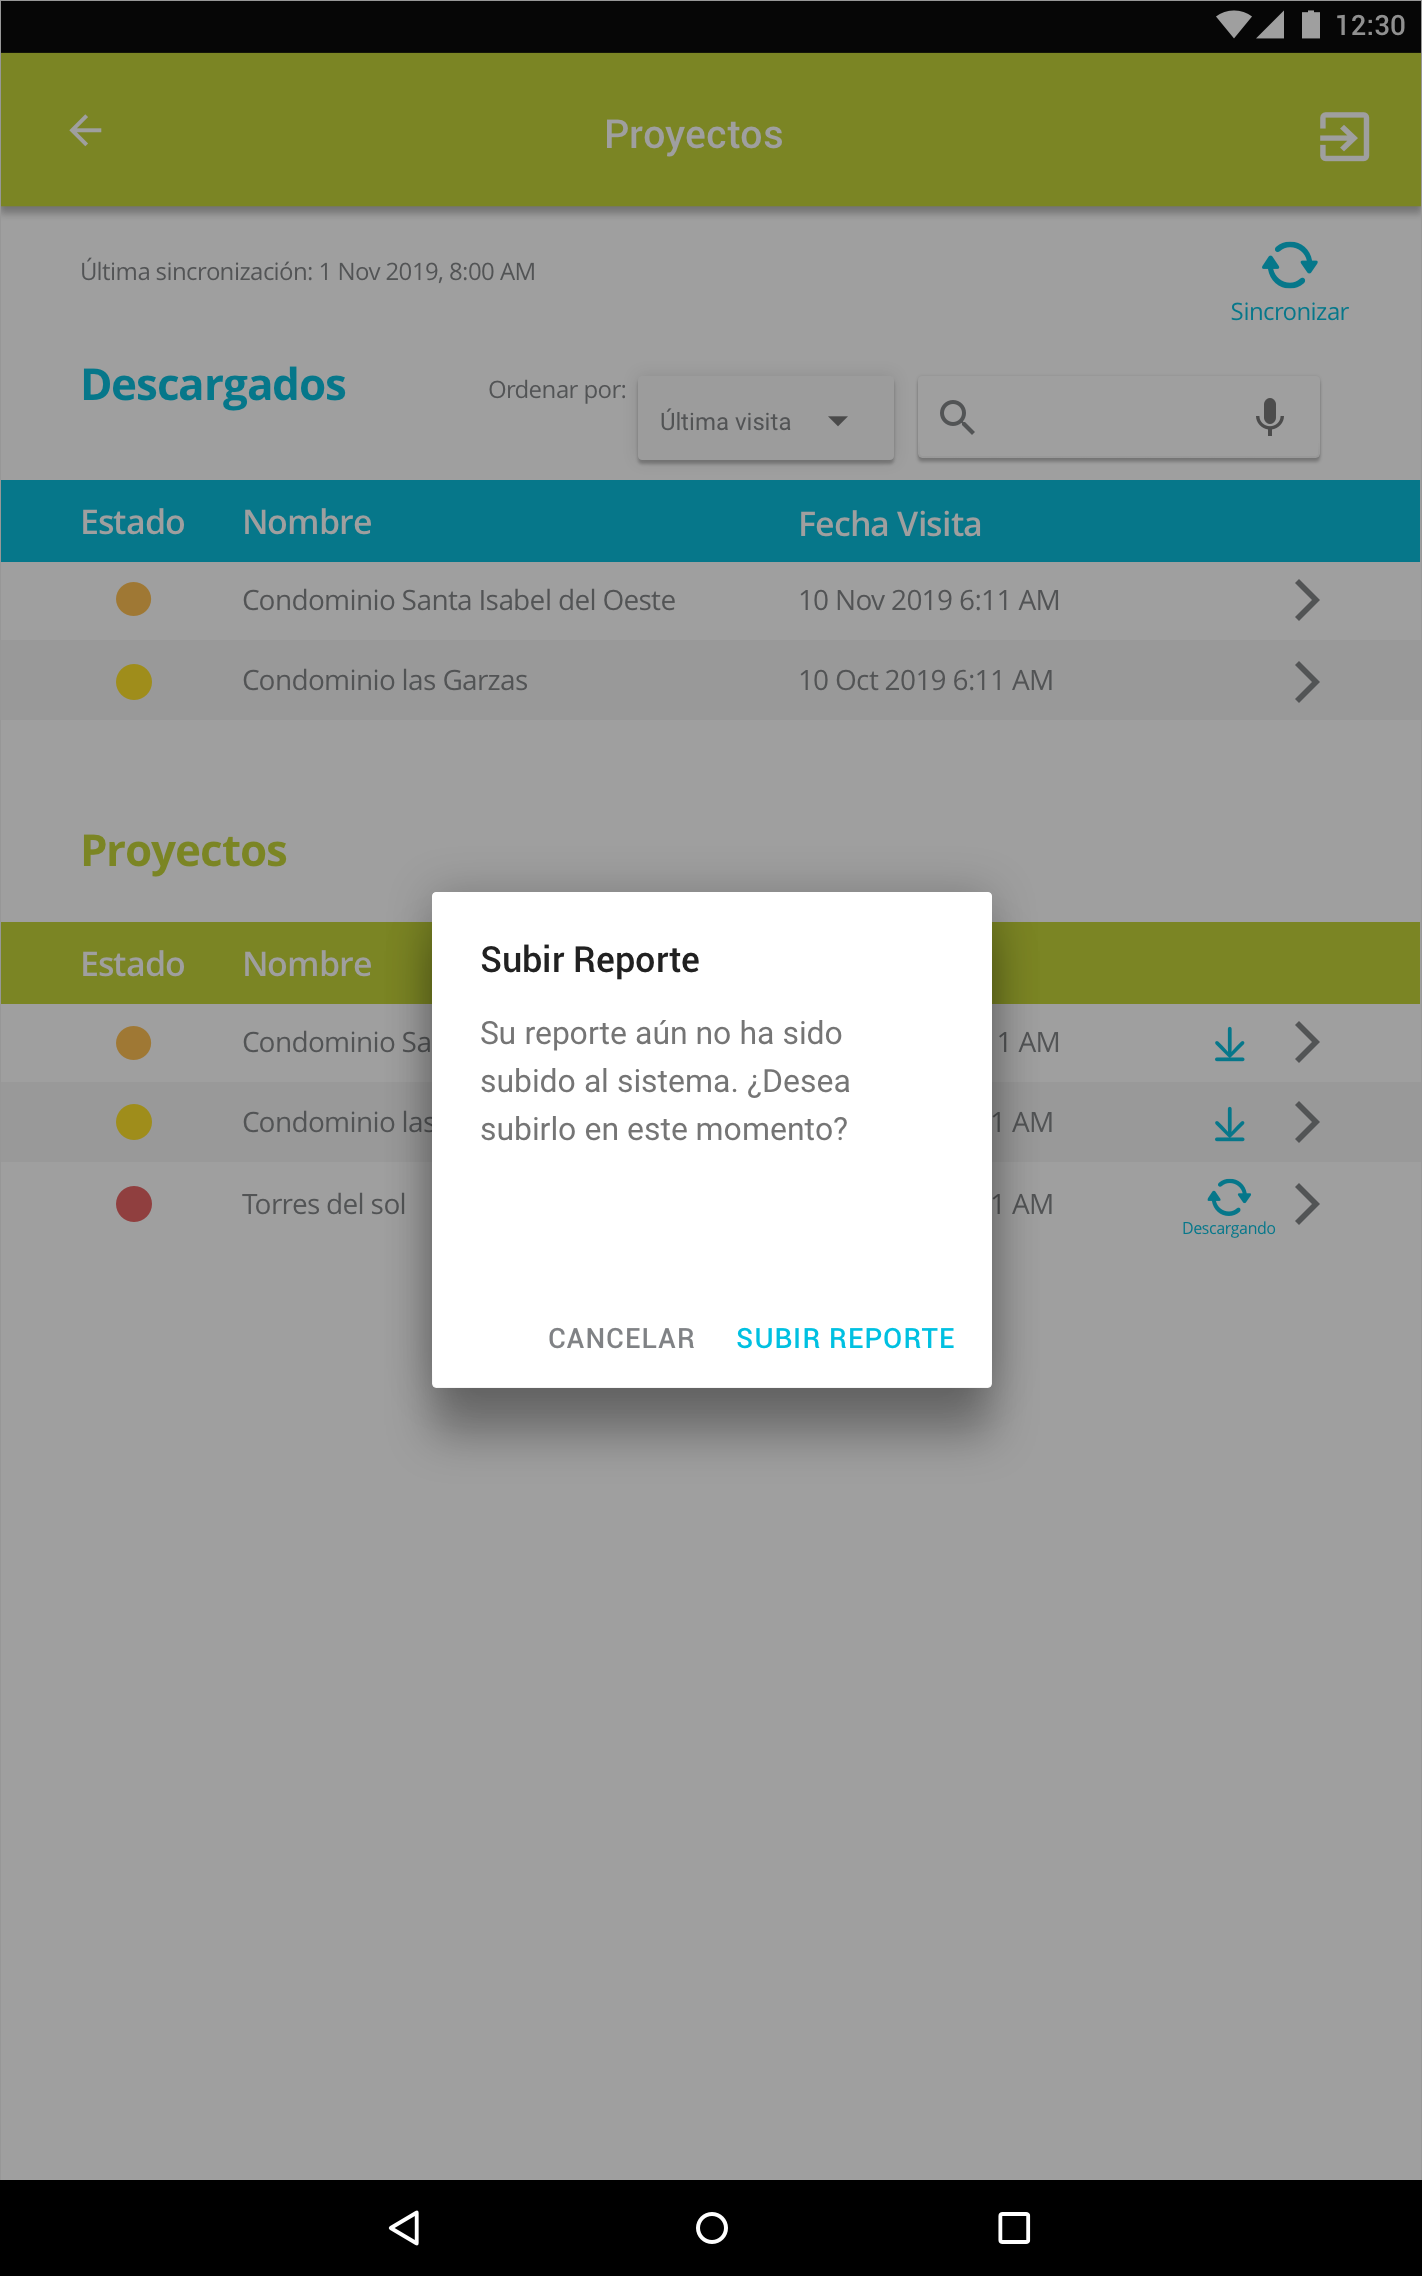 12:30
Proyectos
Última sincronización: 1 Nov 2019, 8:00 AM
Sincronizar
Descargados
Ordenar por:
Última visita
Estado Nombre Fecha Visita
Condominio Santa Isabel del Oeste 10 Nov 2019 6:11 AM
Condominio las Garzas 10 Oct 2019 6:11 AM
Proyectos
Estado Nombre
Condominio Sa 1 AM
Condominio las 1 AM
Torres del sol 1 AM
Descargando
Subir Reporte
Su reporte aún no ha sido
subido al sistema. ¿Desea
subirlo en este momento?
CANCELAR SUBIR REPORTE